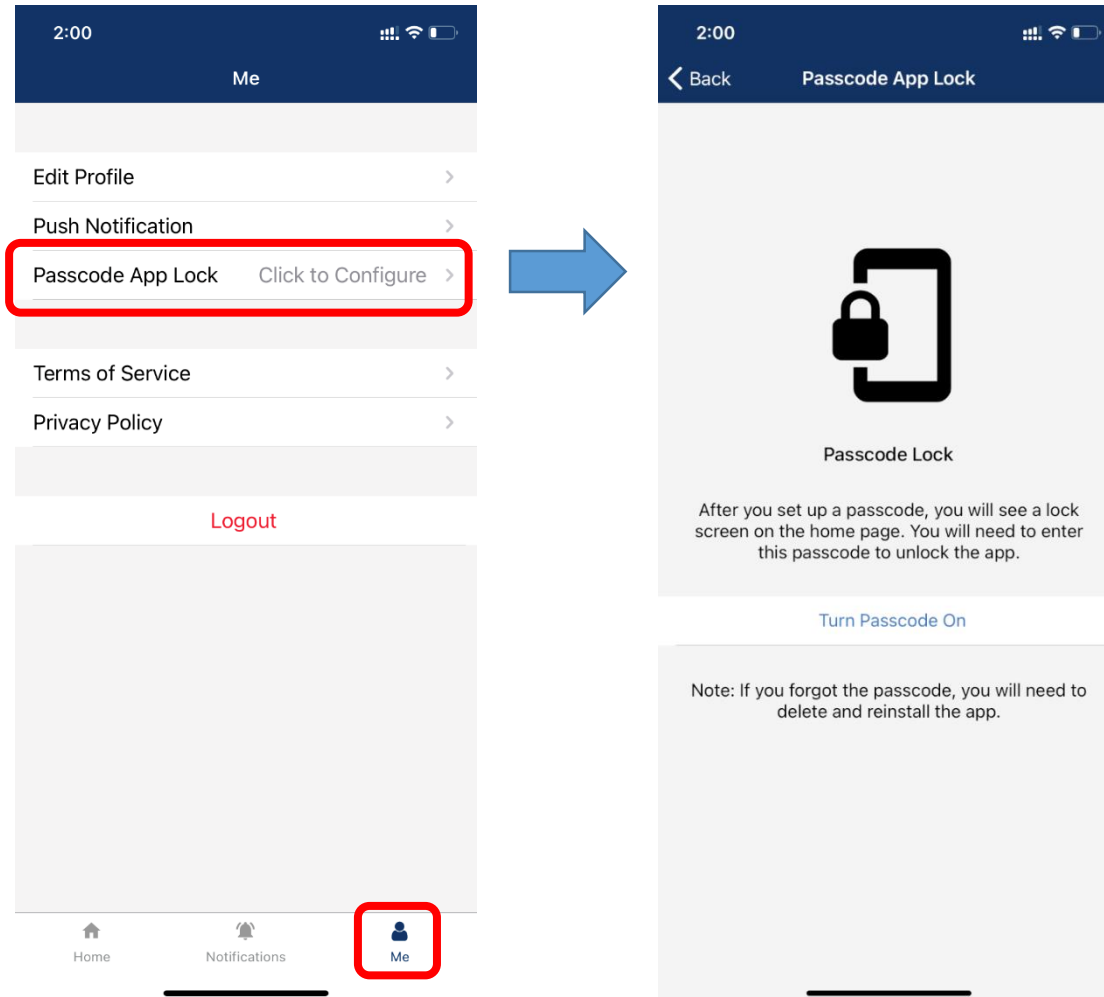 2:00
Me
Edit Profile
Push Notification
Passcode App Lock Click to Configure
Terms of Service
Privacy Policy
Logout
Home Notifications Me
2:00
Back Passcode App Lock
Passcode Lock
After you set up a passcode, you will see a lock
screen on the home page. You will need to enter
this passcode to unlock the app.
Turn Passcode On
Note: If you forgot the passcode, you will need to
delete and reinstall the app.